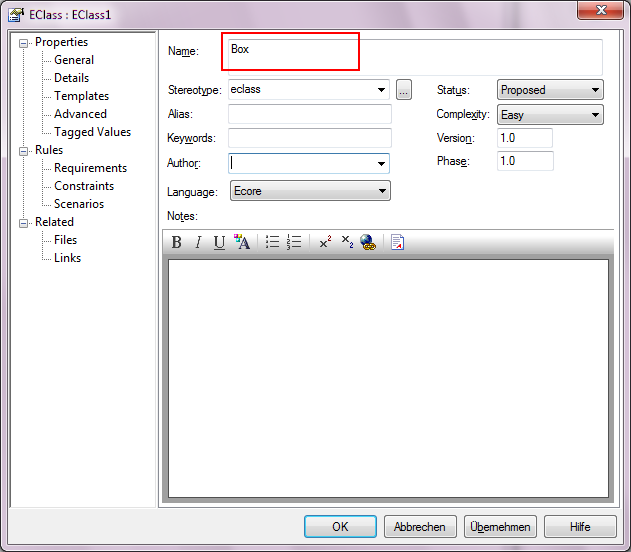 EClass : EClass1
Properties
General
Details
Templates
Advanced
Tagged Values
Rules
Requirements
Constraints
Scenarios
Related
Files
Links
Name: Box
Stereotype: eclass ... Status: Proposed
Alias: Complexity: Easy
Keywords: Version: 1.0
Author: Phase: 1.0
Language: Ecore
Notes:
B I U A x2 x2
OK Abbrechen Übernehmen Hilfe